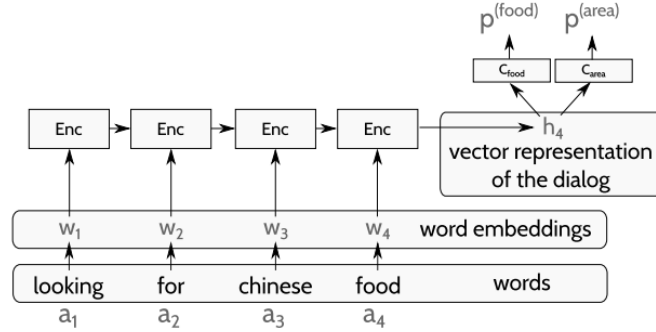 p(food) p(area)
Cfood Carea
Enc Enc Enc Enc h4
vector representation
of the dialog
w1 w2 w3 w4 word embeddings
looking for chinese food words
a1 a2 a3 a4